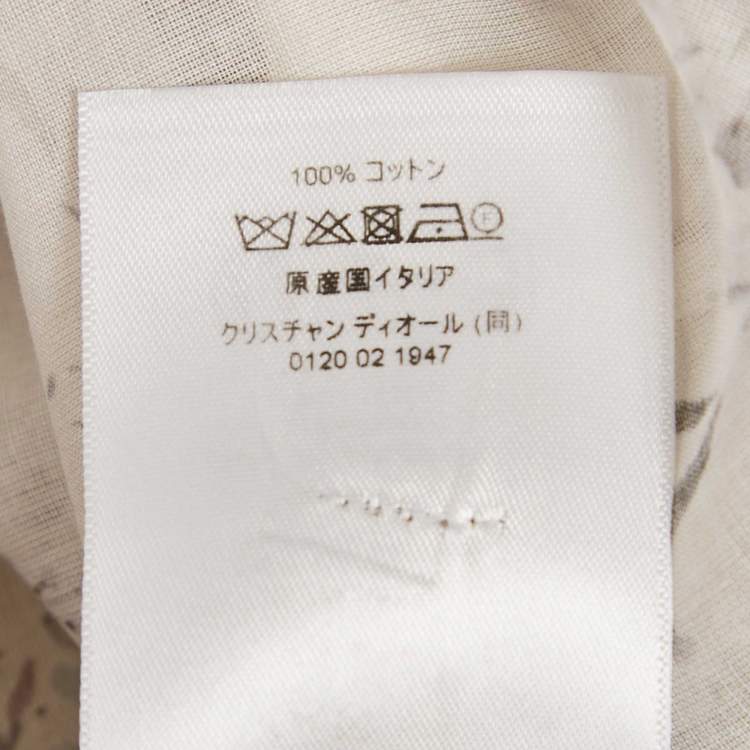 100% コットン
F
原産国イタリア
クリスチャン ディオール (同)
0120 02 1947